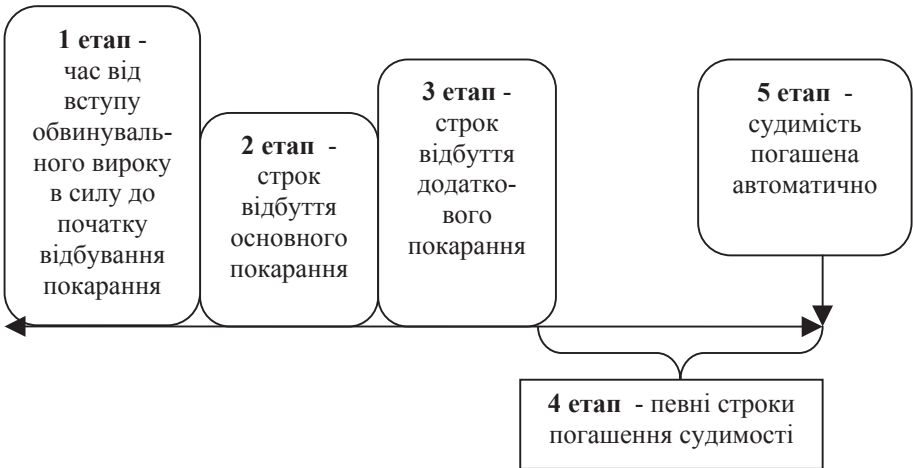 1 етап -
час від
вступу
обвинуваль-
ного вироку
в силу до
початку
відбування
покарання
2 етап -
строк
відбуття
основного
покарання
3 етап -
строк
відбуття
додатко-
вого
покарання
5 етап -
судимість
погашена
автоматично
4 етап - певні строки
погашення судимості